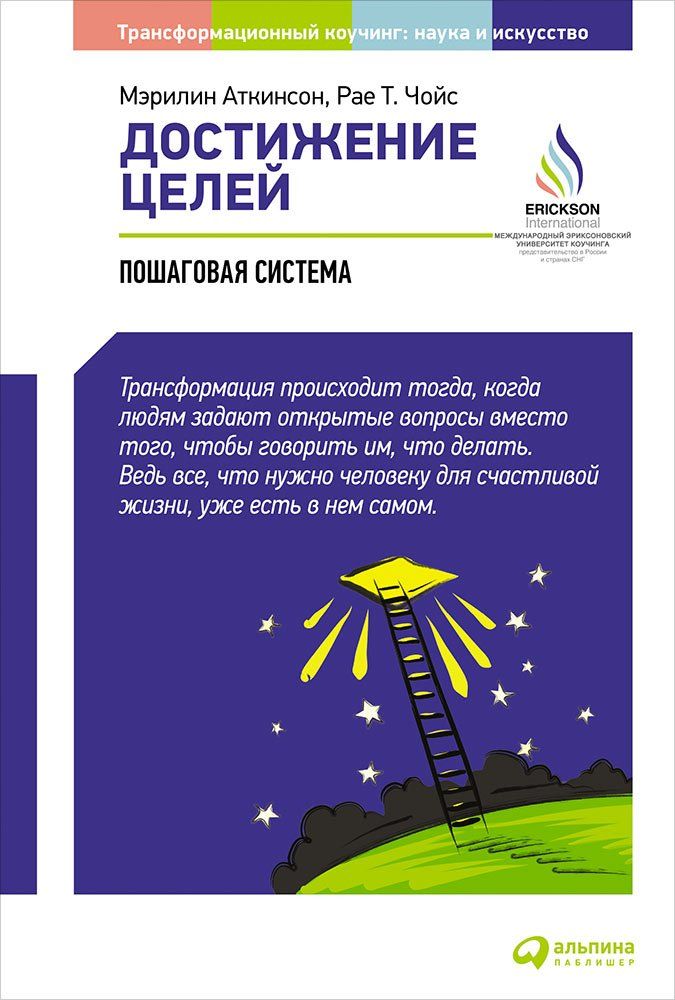 Трансформационный коучинг: наука и искусство
Мэрилин Аткинсон, Рае Т. Чойс
ДОСТИЖЕНИЕ
ЦЕЛЕЙ
ERICKSON
International
МЕЖДУНАРОДНЫЙ ЭРИКСОНОВСКИЙ
УНИВЕРСИТЕТ КОУЧИНГА
представительство в России
и странах СНГ
ПОШАГОВАЯ СИСТЕМА
Трансформация происходит тогда, когда
людям задают открытые вопросы вместо
того, чтобы говорить им, что делать.
Ведь все, что нужно человеку для счастливой
жизни, уже есть в нем самом.
альпина
ПАБЛИШЕР